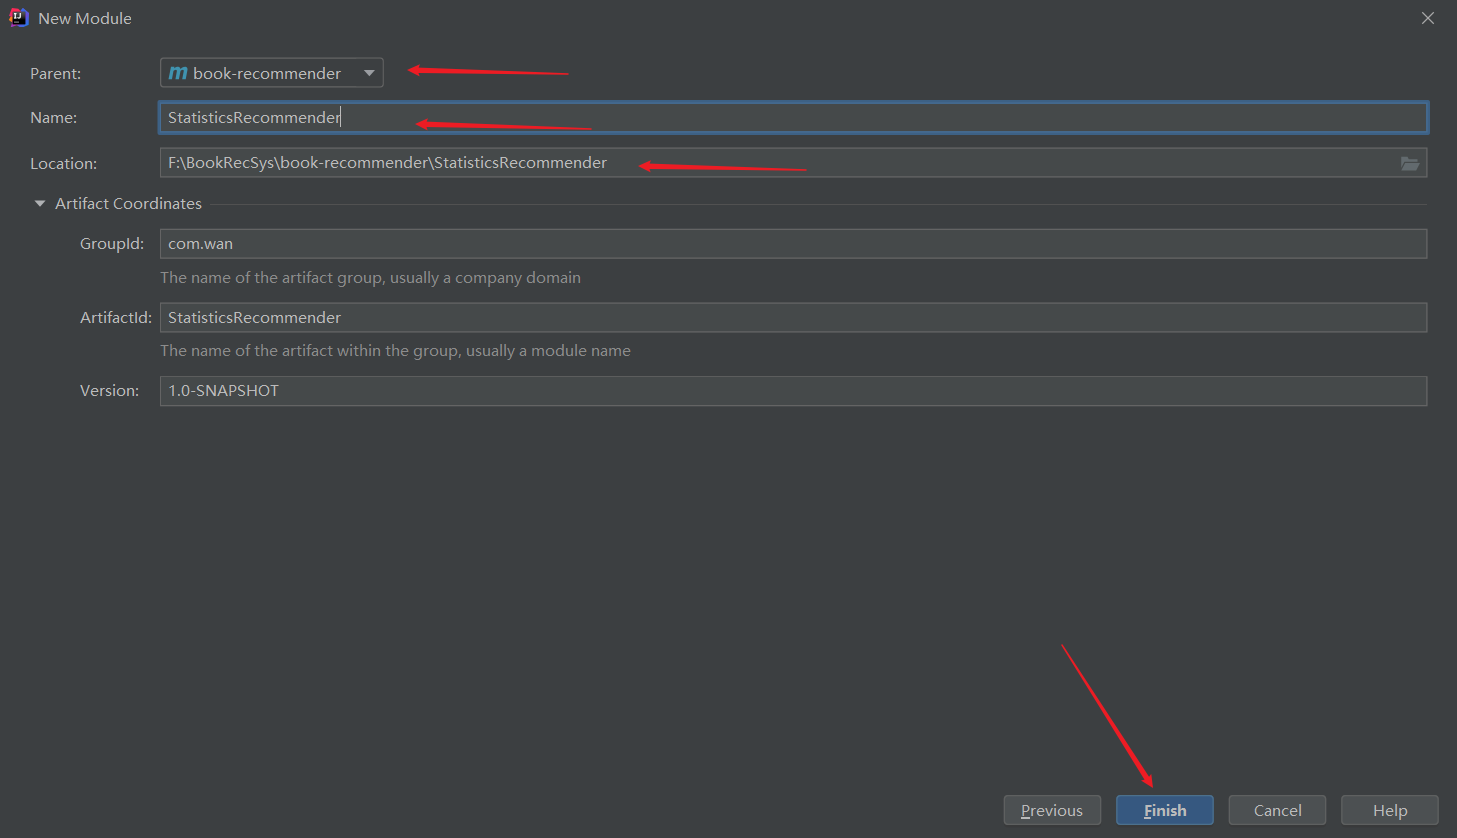 New Module
Parent: m book-recommender
Name: StatisticsRecommender
Location: F:\BookRecSys\book-recommender\StatisticsRecommender
Artifact Coordinates
GroupId: com.wan
The name of the artifact group, usually a company domain
ArtifactId: StatisticsRecommender
The name of the artifact within the group, usually a module name
Version: 1.0-SNAPSHOT
Previous Finish Cancel Help